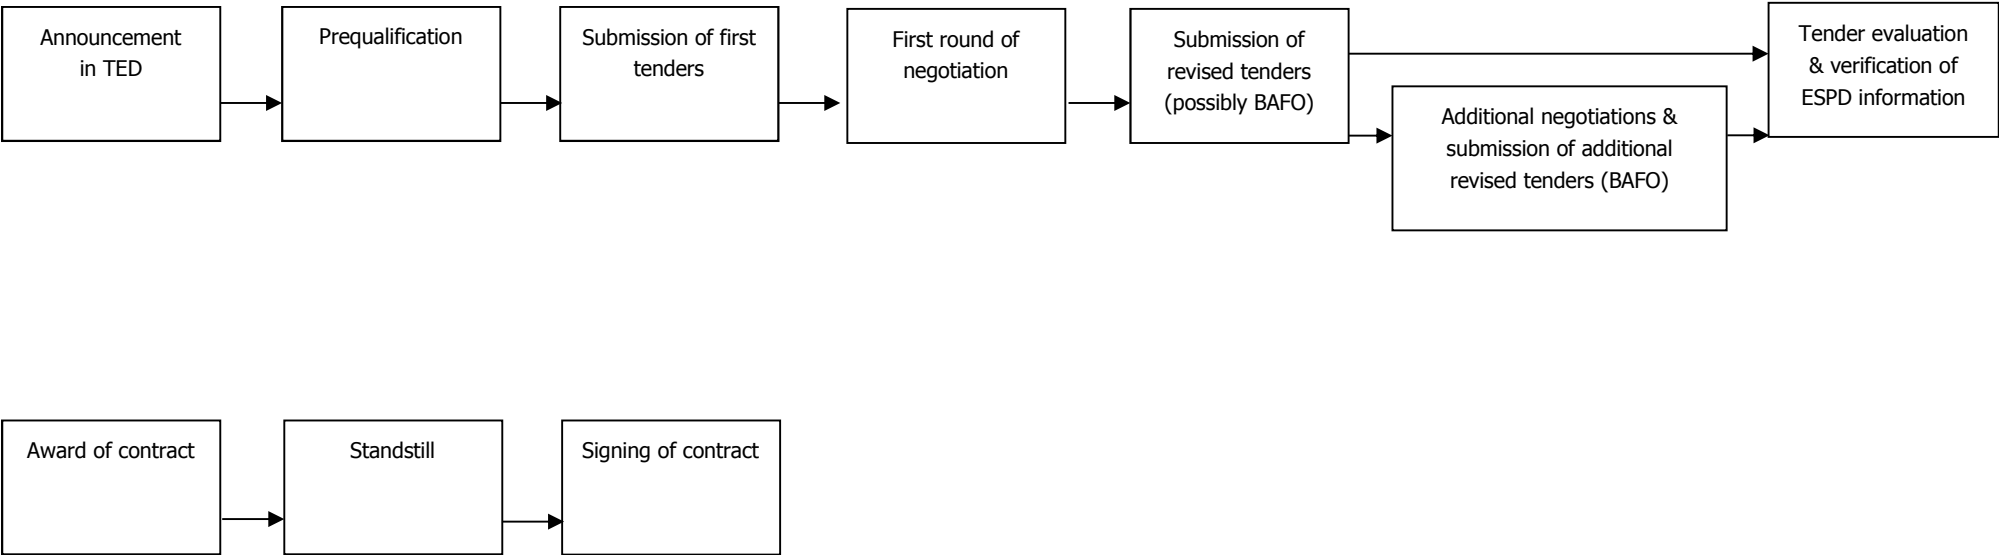 Announcement
in TED
Prequalification
Submission of first
tenders
First round of
negotiation
Submission of
revised tenders
(possibly BAFO)
Additional negotiations &
submission of additional
revised tenders (BAFO)
Tender evaluation
& verification of
ESPD information
Award of contract
Standstill
Signing of contract